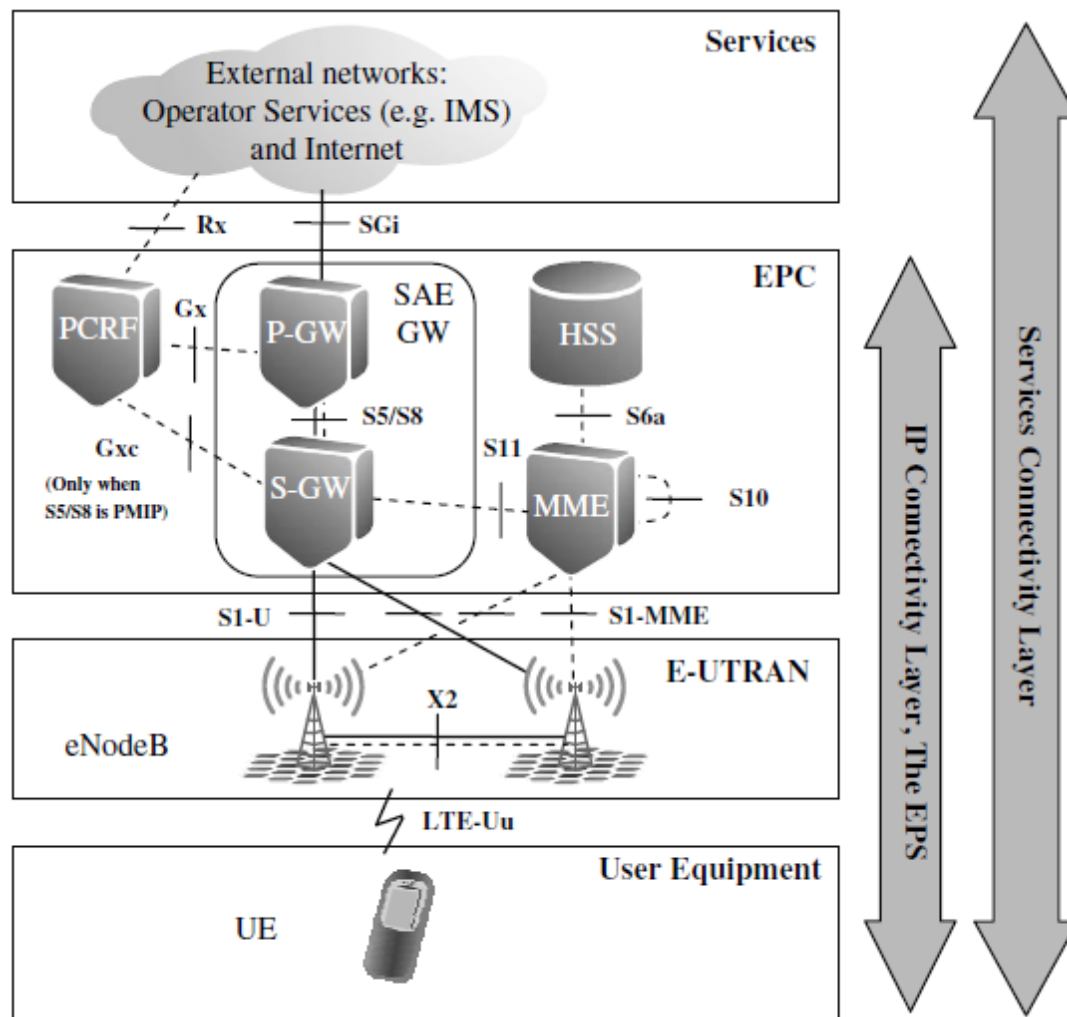 Services
External networks:
Operator Services (e.g. IMS)
and Internet
Rx
SGi
EPC
SAE
GW
PCRF
Gx
P-GW
HSS
S5/S8
S6a
Gxc
(Only when
S5/S8 is PMIP)
S-GW
S11
MME
S10
S1-U
S1-MME
E-UTRAN
X2
eNodeB
LTE-Uu
User Equipment
UE
IP Connectivity Layer, The EPS
Services Connectivity Layer